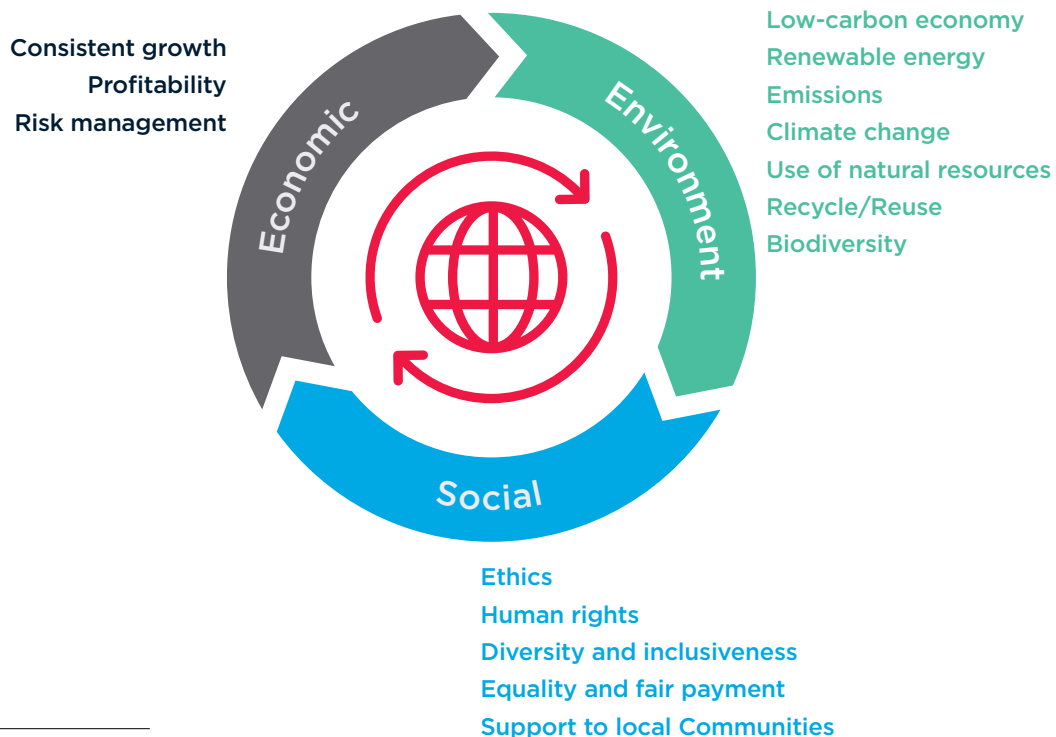 Consistent growth
Profitability
Risk management
Economic
Environment
Low-carbon economy
Renewable energy
Emissions
Climate change
Use of natural resources
Recycle/Reuse
Biodiversity
Social
Ethics
Human rights
Diversity and inclusiveness
Equality and fair payment
Support to local Communities